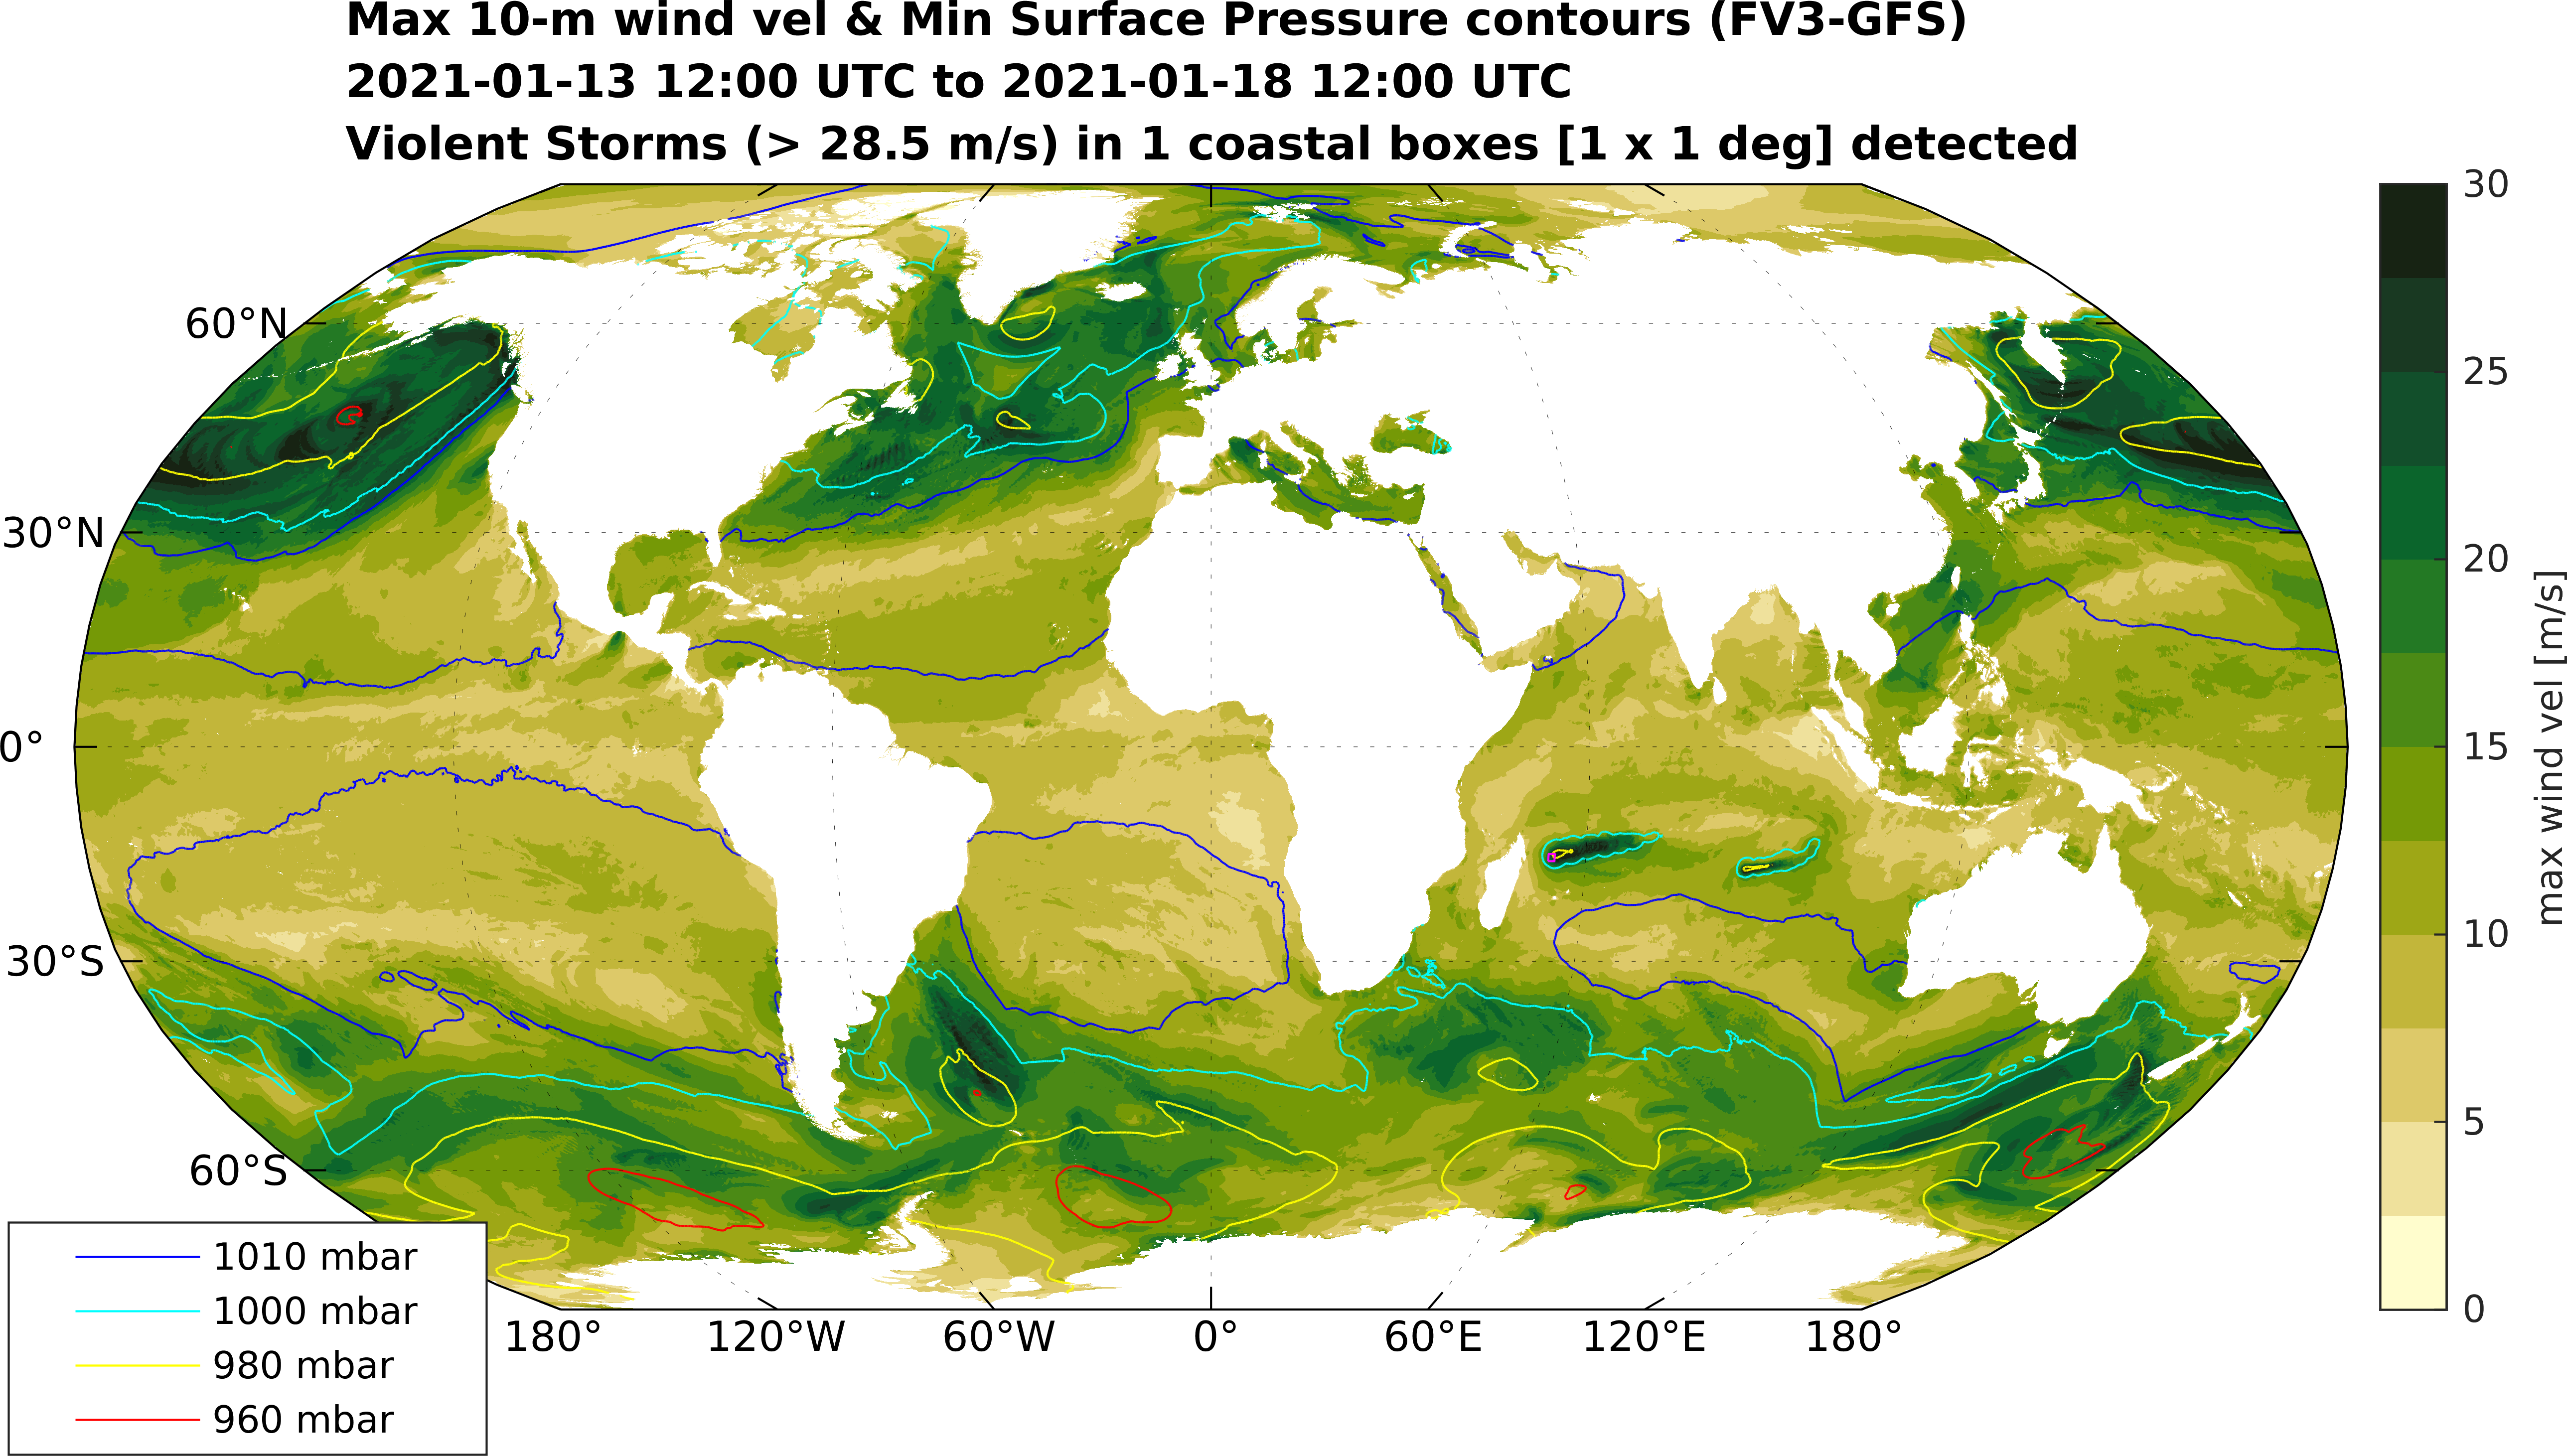 Max 10-m wind vel & Min Surface Pressure contours (FV3-GFS)
2021-01-13 12:00 UTC to 2021-01-18 12:00 UTC
Violent Storms (> 28.5 m/s) in 1 coastal boxes [1 x 1 deg] detected
60°N
30°N
0°
30°S
60°S
180°
120°W
60°W
0°
60°E
120°E
180°
1010 mbar
1000 mbar
980 mbar
960 mbar
30
25
20
15
10
5
0
max wind vel [m/s]